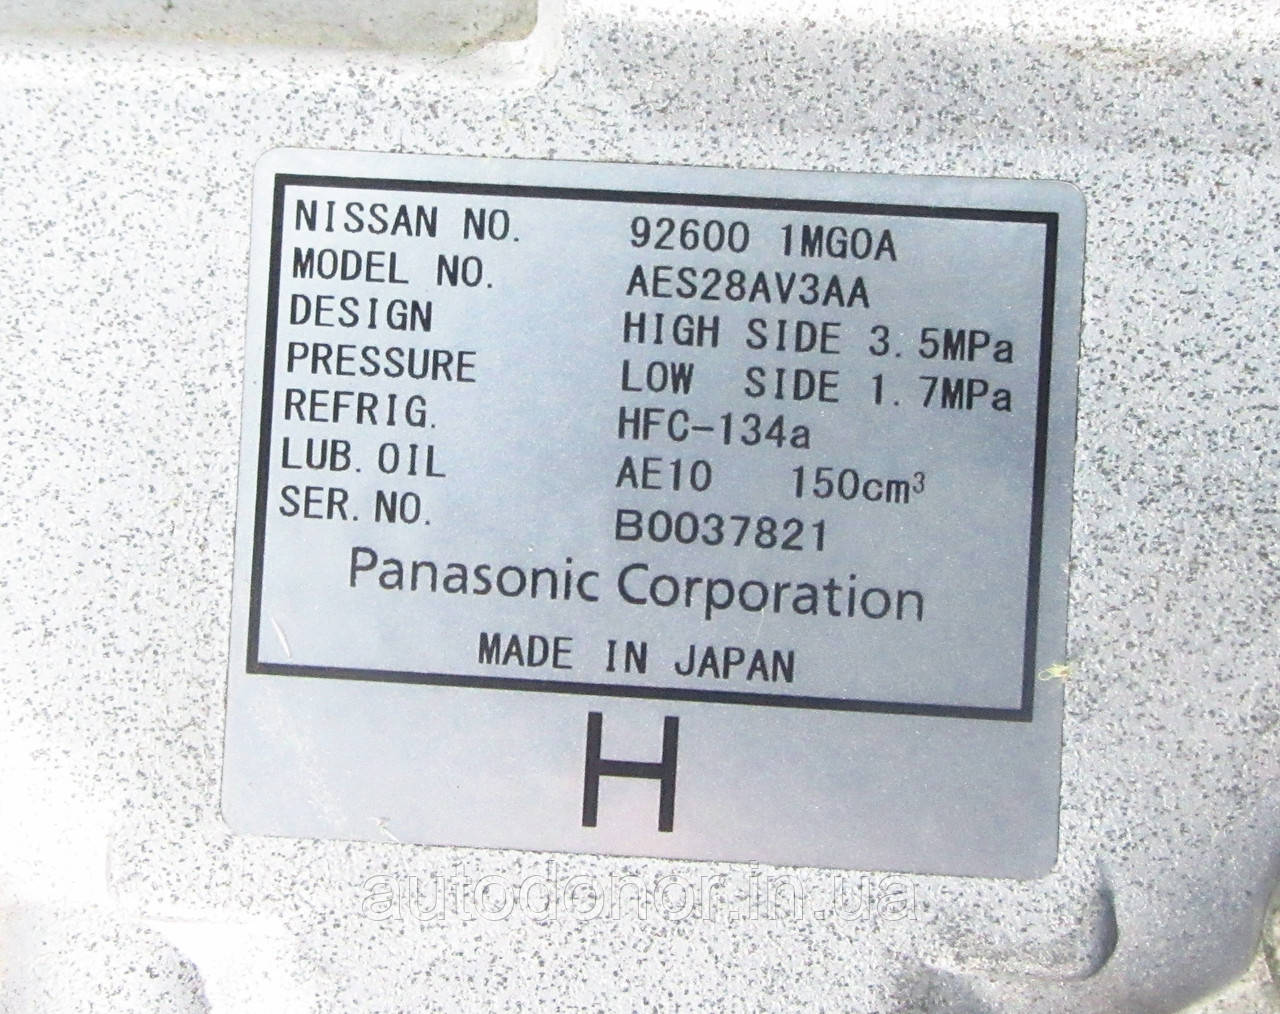 NISSAN NO. 92600 1MG0A
MODEL NO. AES28AV3AA
DESIGN HIGH SIDE 3.5MPa
PRESSURE LOW SIDE 1.7MPa
REFRIG. HFC-134a
LUB. OIL AE10 150cm³
SER. NO. B0037821
Panasonic Corporation
MADE IN JAPAN
H
autodonor.in.ua